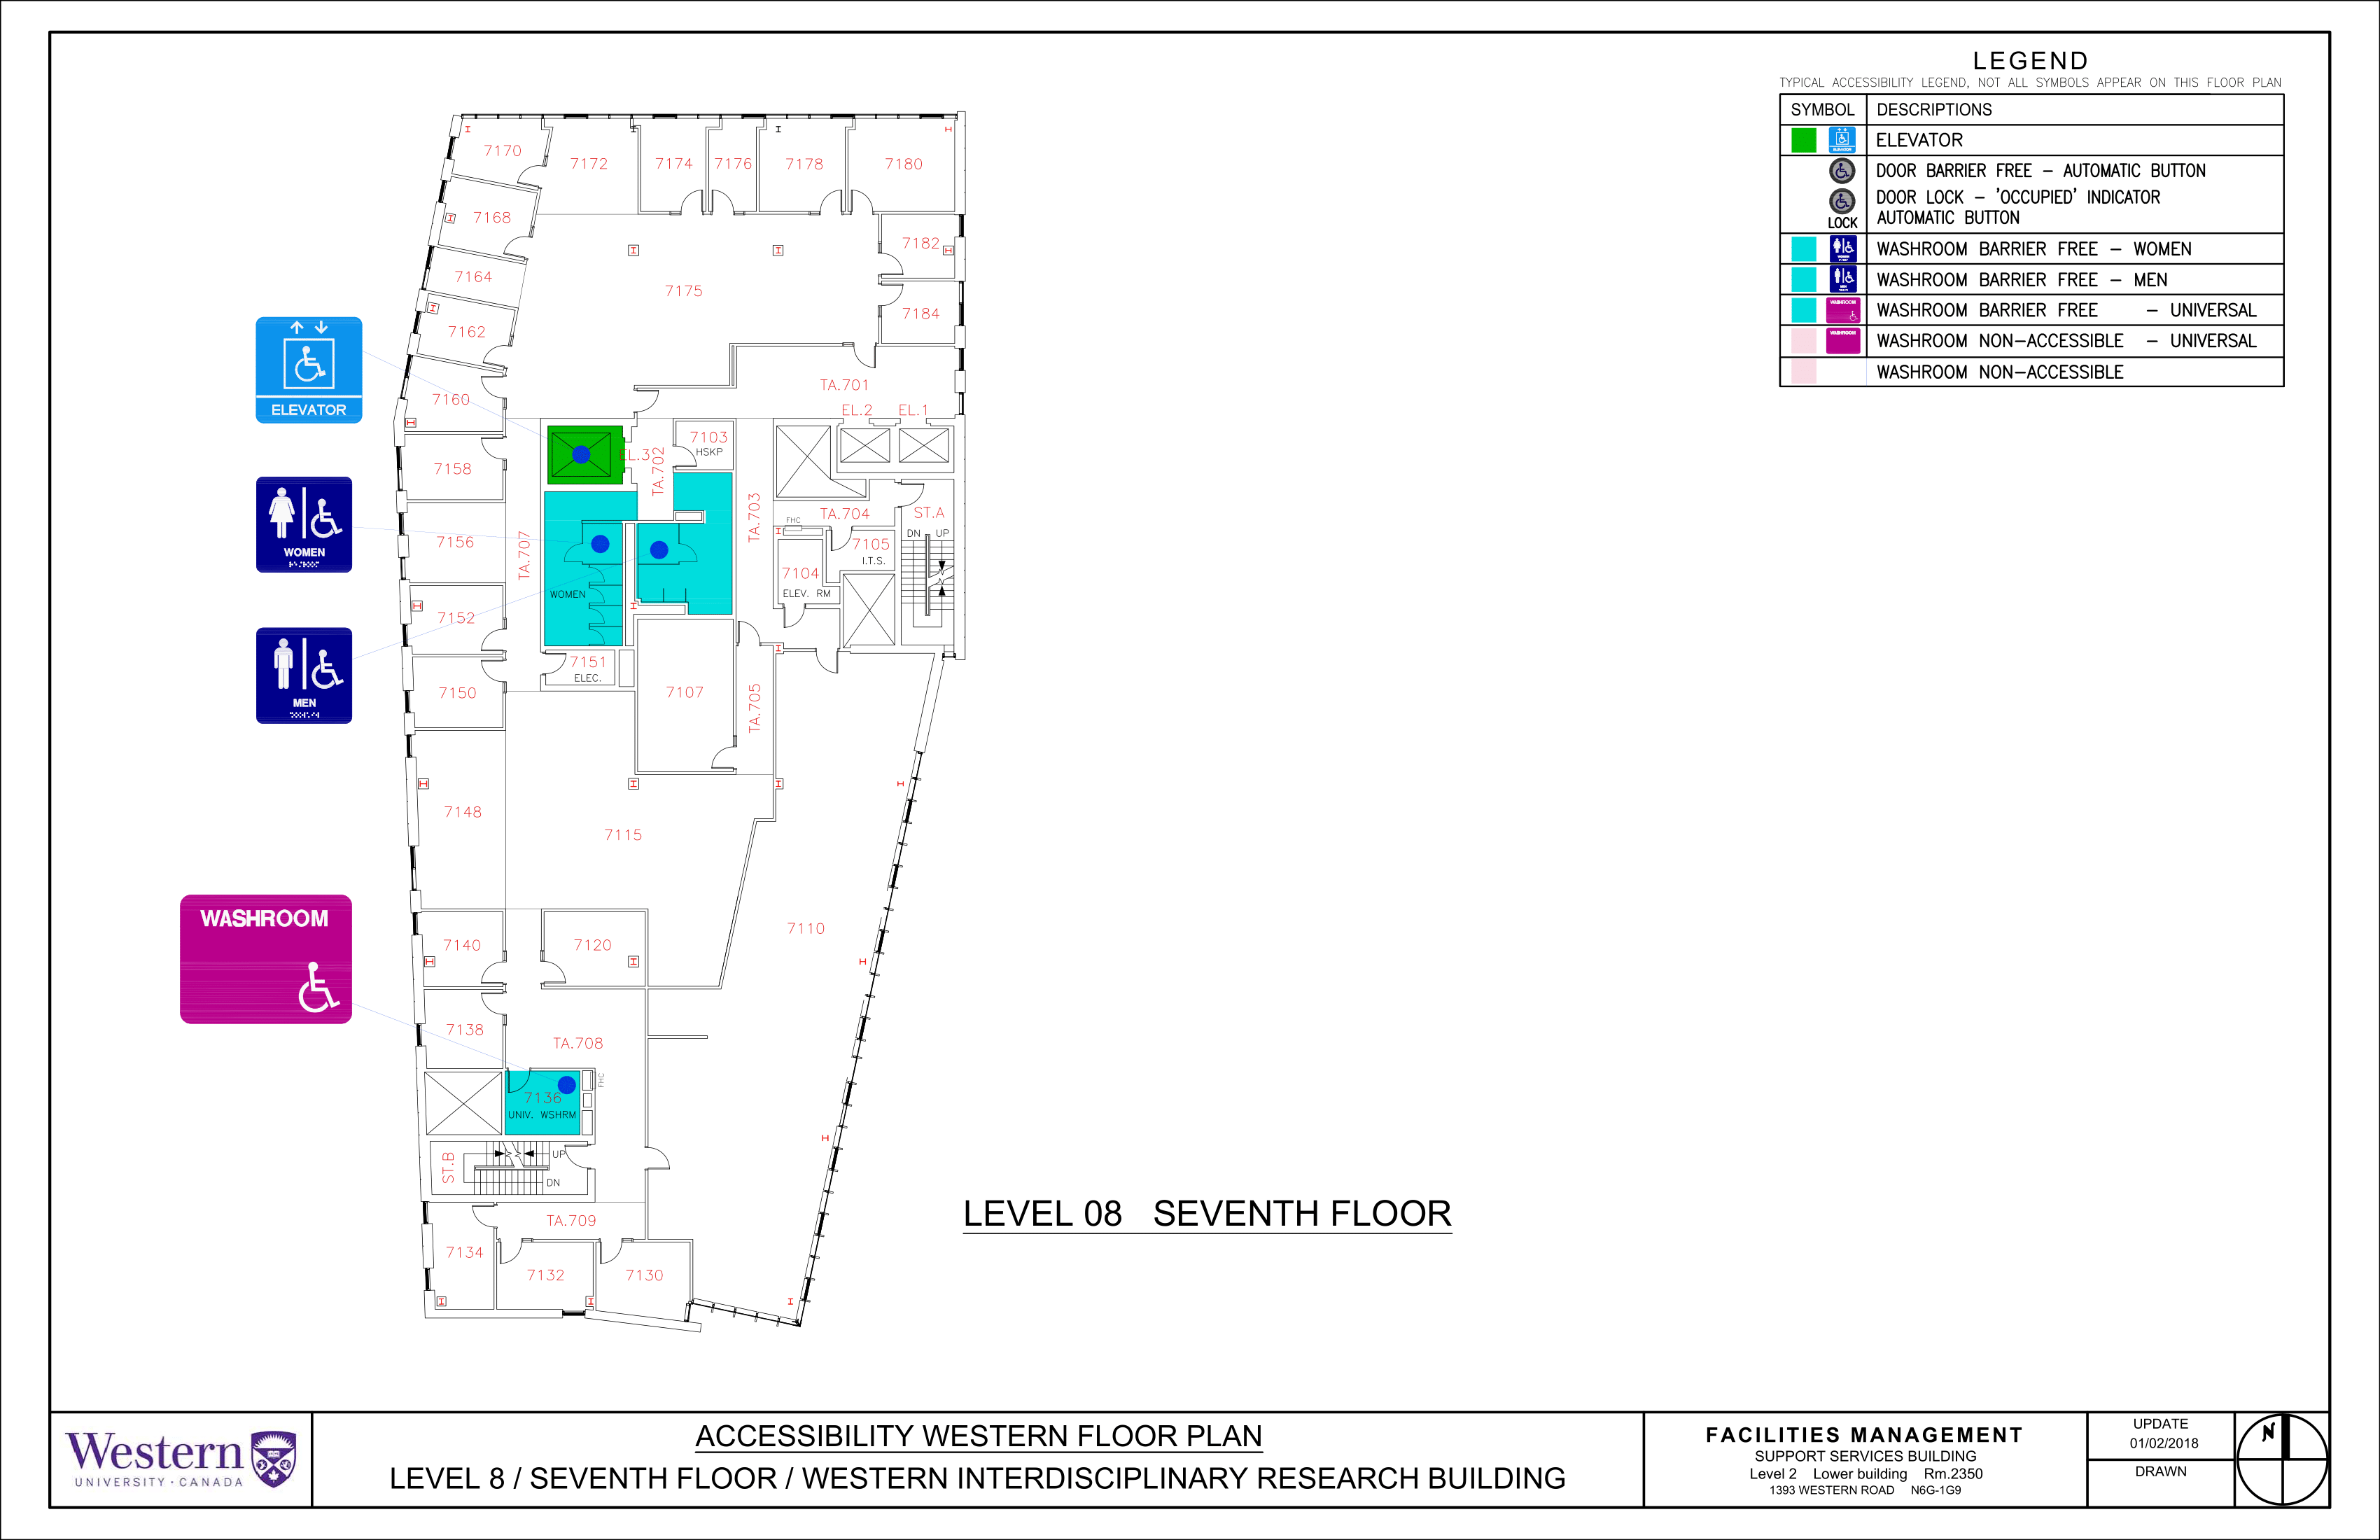 LEGEND
TYPICAL ACCESSIBILITY LEGEND, NOT ALL SYMBOLS APPEAR ON THIS FLOOR PLAN
SYMBOL DESCRIPTIONS
ELEVATOR
DOOR BARRIER FREE - AUTOMATIC BUTTON
DOOR LOCK - 'OCCUPIED' INDICATOR
AUTOMATIC BUTTON
LOCK
WASHROOM BARRIER FREE - WOMEN
WASHROOM BARRIER FREE - MEN
WASHROOM
WASHROOM BARRIER FREE - UNIVERSAL
WASHROOM
WASHROOM NON-ACCESSIBLE - UNIVERSAL
WASHROOM NON-ACCESSIBLE
7170
7172
7174
7176
7178
7180
7168
7182
7164
7175
7184
7162
TA.701
7160
EL.2
EL.1
ELEVATOR
7103
HSKP
EL.3
TA.702
7158
TA.703
TA.704
ST.A
FHC
DN UP
7156
TA.707
7105
I.T.S.
WOMEN
7104
ELEV. RM
WOMEN
7152
7151
ELEC.
7150
7107
TA.705
MEN
7148
7115
WASHROOM
7110
7140
7120
7138
TA.708
FHC
7136
UNIV. WSHRM
ST.B
UP
DN
TA.709
7134
7132
7130
LEVEL 08 SEVENTH FLOOR
Western
UNIVERSITY · CANADA
ACCESSIBILITY WESTERN FLOOR PLAN
LEVEL 8 / SEVENTH FLOOR / WESTERN INTERDISCIPLINARY RESEARCH BUILDING
FACILITIES MANAGEMENT
SUPPORT SERVICES BUILDING
Level 2 Lower building Rm.2350
1393 WESTERN ROAD N6G-1G9
UPDATE
01/02/2018
DRAWN
N